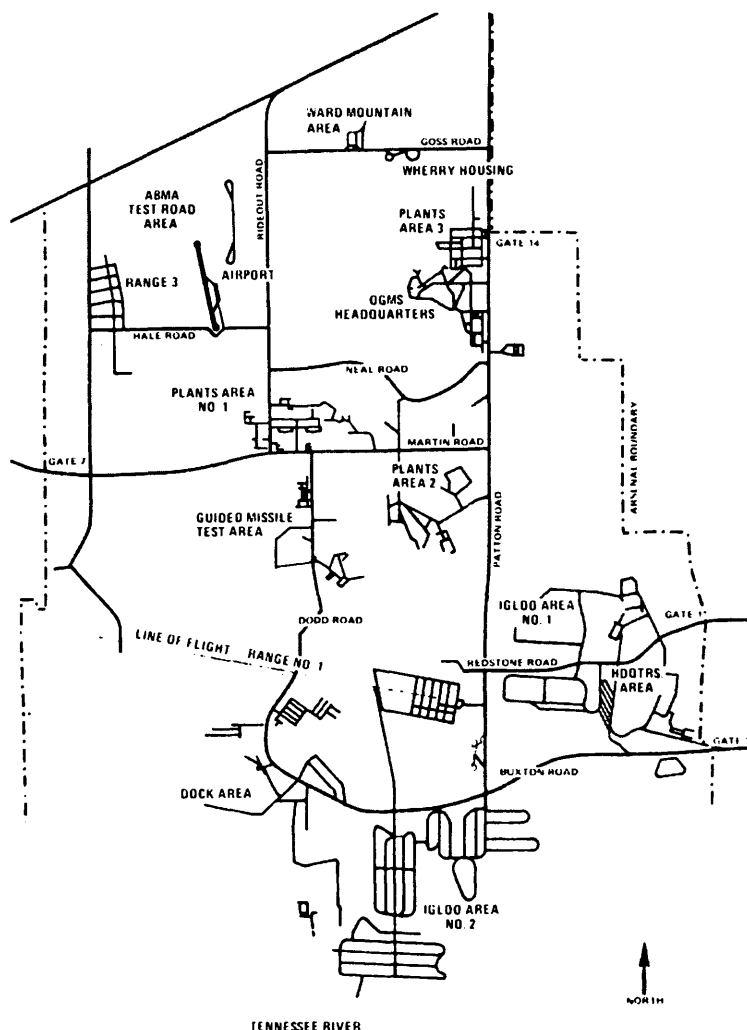 WARD MOUNTAIN
AREA
GOSS ROAD
WHERRY HOUSING
RIDEOUT ROAD
ABMA
TEST ROAD
AREA
PLANTS
AREA 3
GATE 14
AIRPORT
RANGE 3
OGMS
HEADQUARTERS
HALE ROAD
NEAL ROAD
PLANTS AREA
NO. 1
MARTIN ROAD
GATE 7
PLANTS
AREA 2
ARSENAL BOUNDARY
GUIDED MISSILE
TEST AREA
PATTON ROAD
IGLOO AREA
NO. 1
GATE 1
DODD ROAD
LINE OF FLIGHT RANGE NO. 1
REDSTONE ROAD
HDQTRS.
AREA
GATE
BUXTON ROAD
DOCK AREA
IGLOO AREA
NO. 2
NORTH
TENNESSEE RIVER